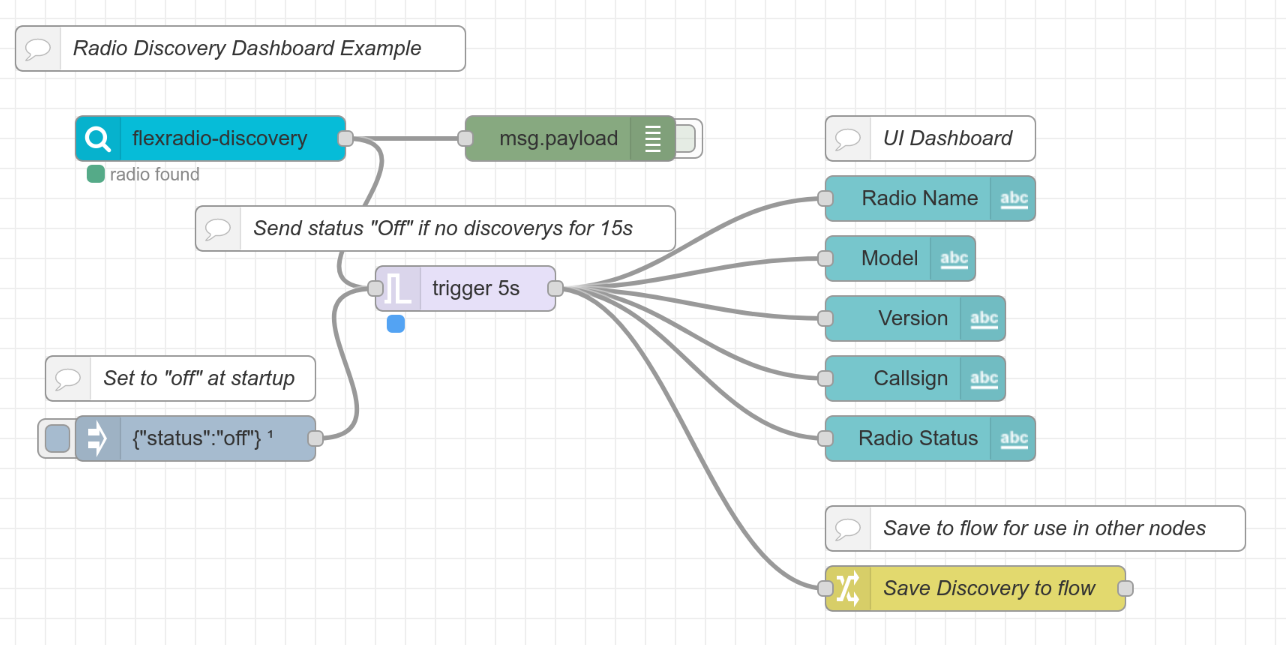 Radio Discovery Dashboard Example
flexradio-discovery
msg.payload
UI Dashboard
radio found
Radio Name
abc
Send status "Off" if no discoverys for 15s
Model
abc
trigger 5s
Version
abc
Set to "off" at startup
Callsign
abc
{"status":"off"} ¹
Radio Status
abc
Save to flow for use in other nodes
Save Discovery to flow